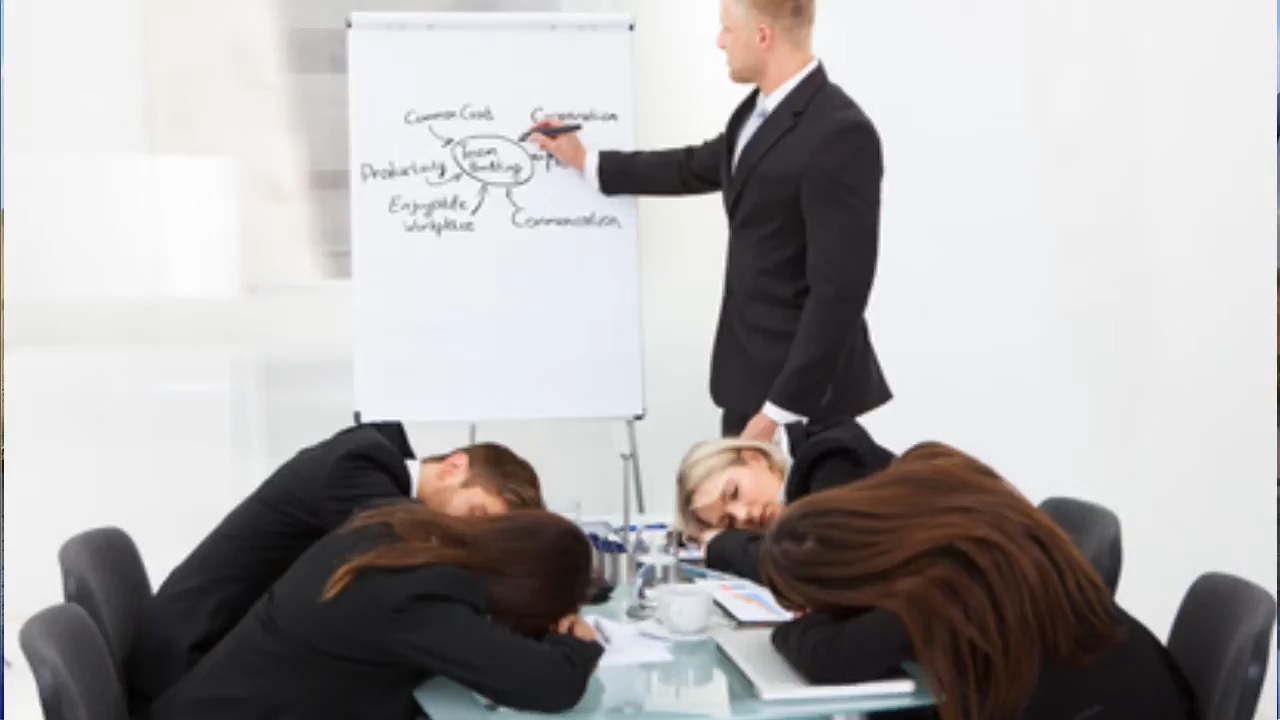 Common Goals
Cooperation
Team
Building
Productivity
Enjoyable
Workplace
Communication